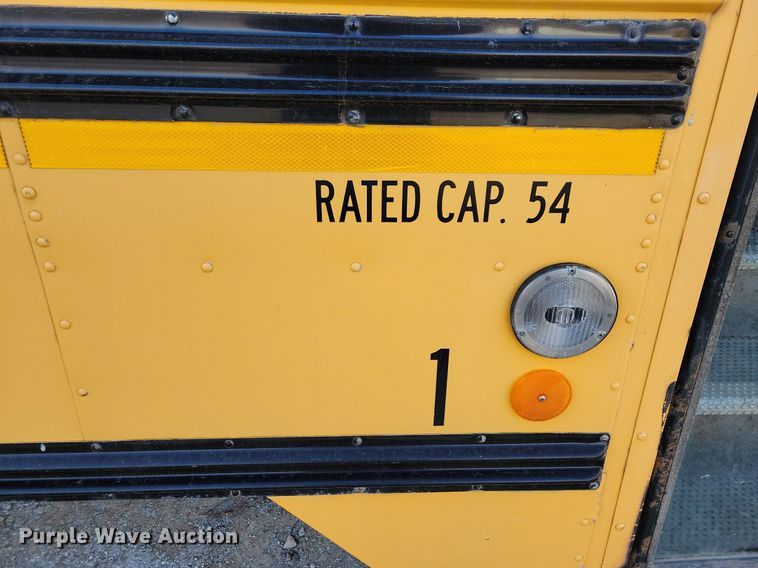 RATED CAP. 54
1
Purple Wave Auction